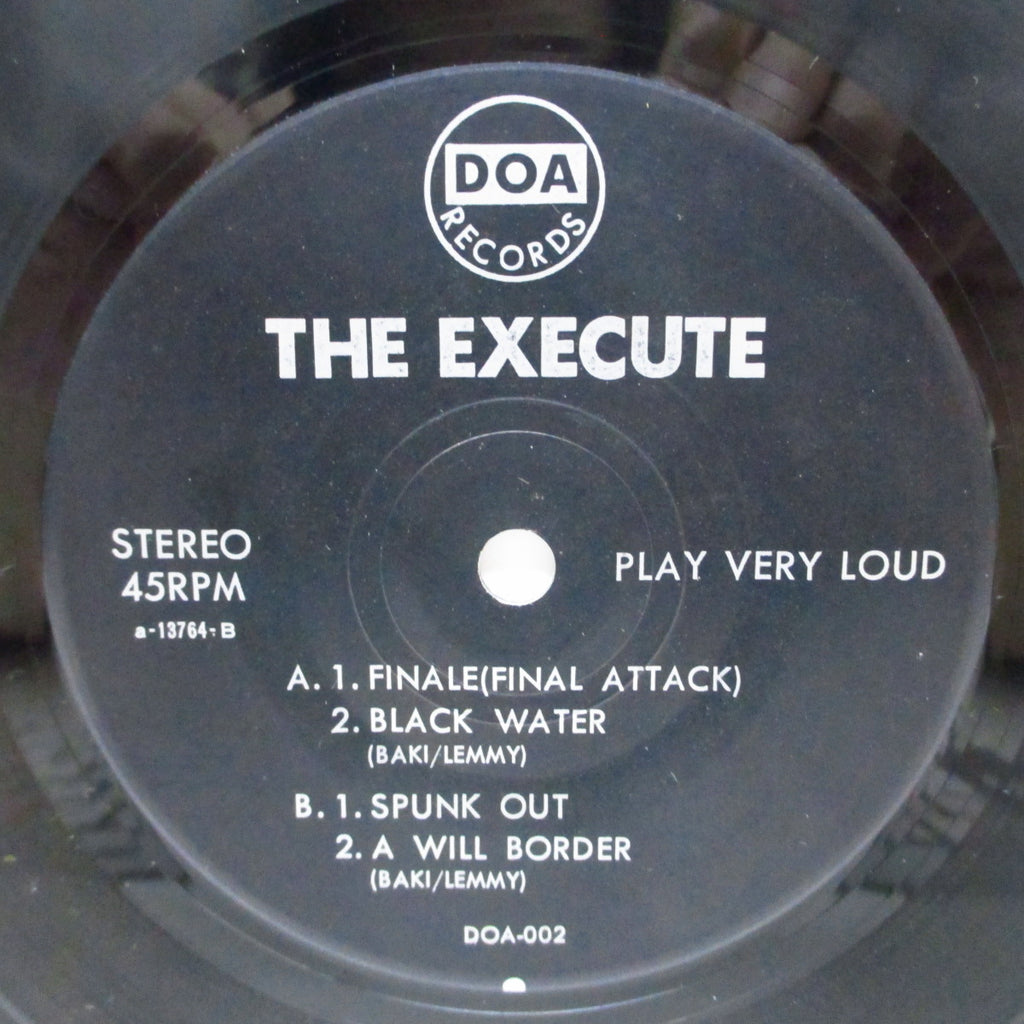 DOA
RECORDS
THE EXECUTE
STEREO
45RPM
a-13764-B
PLAY VERY LOUD
A. 1. FINALE(FINAL ATTACK)
2. BLACK WATER
(BAKI/LEMMY)
B. 1. SPUNK OUT
2. A WILL BORDER
(BAKI/LEMMY)
DOA-002